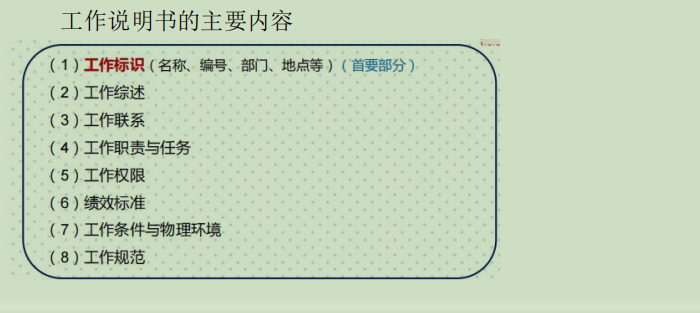 工作说明书的主要内容
（1）工作标识（名称、编号、部门、地点等）（首要部分）
（2）工作综述
（3）工作联系
（4）工作职责与任务
（5）工作权限
（6）绩效标准
（7）工作条件与物理环境
（8）工作规范